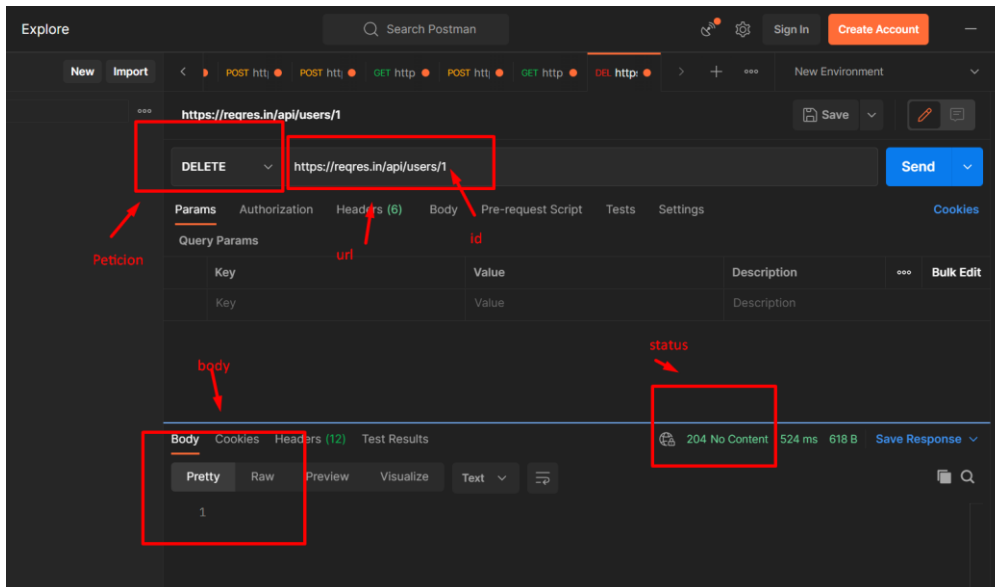 Explore Search Postman Sign In Create Account
New Import POST htt POST htt GET http POST htt GET http DEL http: New Environment
https://reqres.in/api/users/1 Save
DELETE https://reqres.in/api/users/1 Send
Params Authorization Headers (6) Body Pre-request Script Tests Settings Cookies
Query Params
id
url
Peticion
Key Value Description Bulk Edit
Key Value Description
status
body
Body Cookies Headers (12) Test Results 204 No Content 524 ms 618 B Save Response
Pretty Raw Preview Visualize Text
1